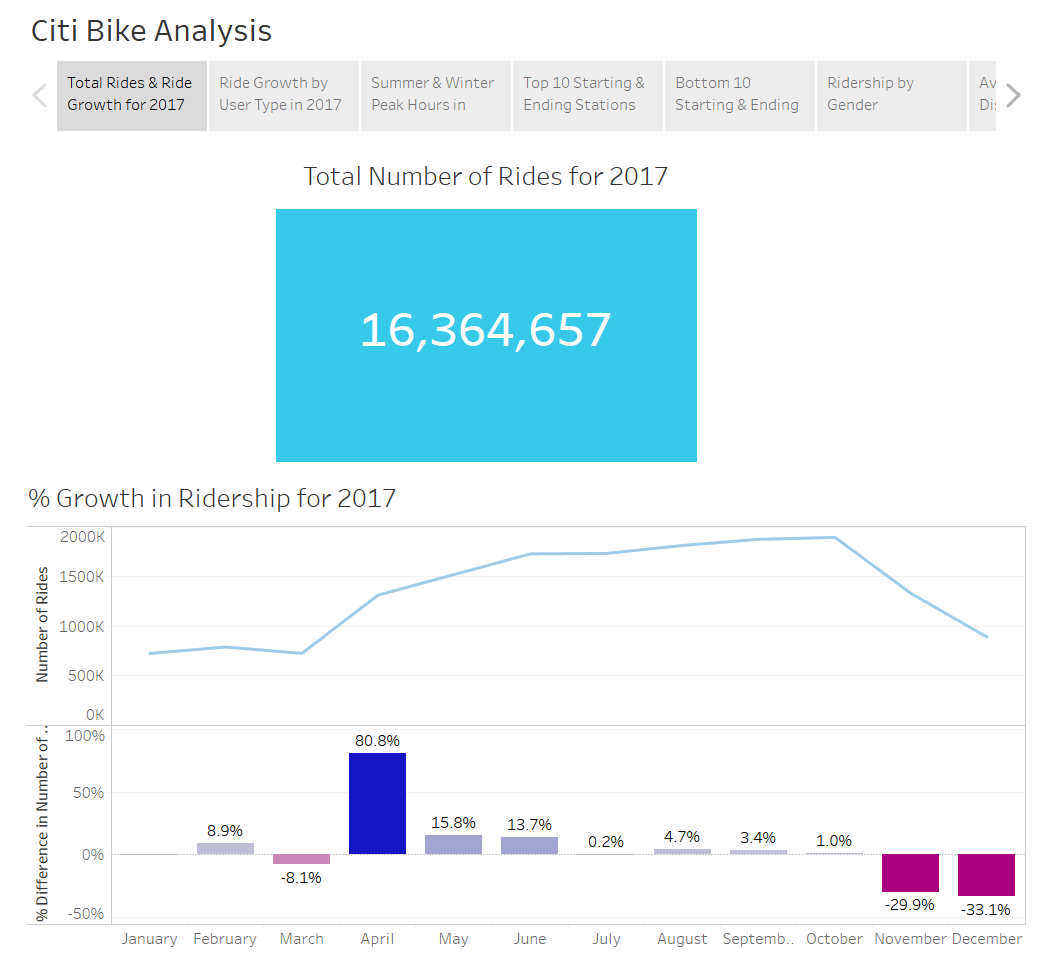 Citi Bike Analysis
Total Rides & Ride
Growth for 2017
Ride Growth by
User Type in 2017
Summer & Winter
Peak Hours in
Top 10 Starting &
Ending Stations
Bottom 10
Starting & Ending
Ridership by
Gender
Av
Total Number of Rides for 2017
16,364,657
% Growth in Ridership for 2017
Number of Rides
2000K
1500K
1000K
500K
0K
% Difference in Number of ..
100%
50%
0%
-50%
8.9%
-8.1%
80.8%
15.8%
13.7%
0.2%
4.7%
3.4%
1.0%
-29.9%
-33.1%
January February March April May June July August Septemb.. October November December